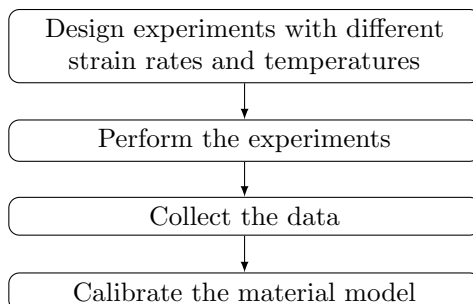 Design experiments with different
strain rates and temperatures
Perform the experiments
Collect the data
Calibrate the material model